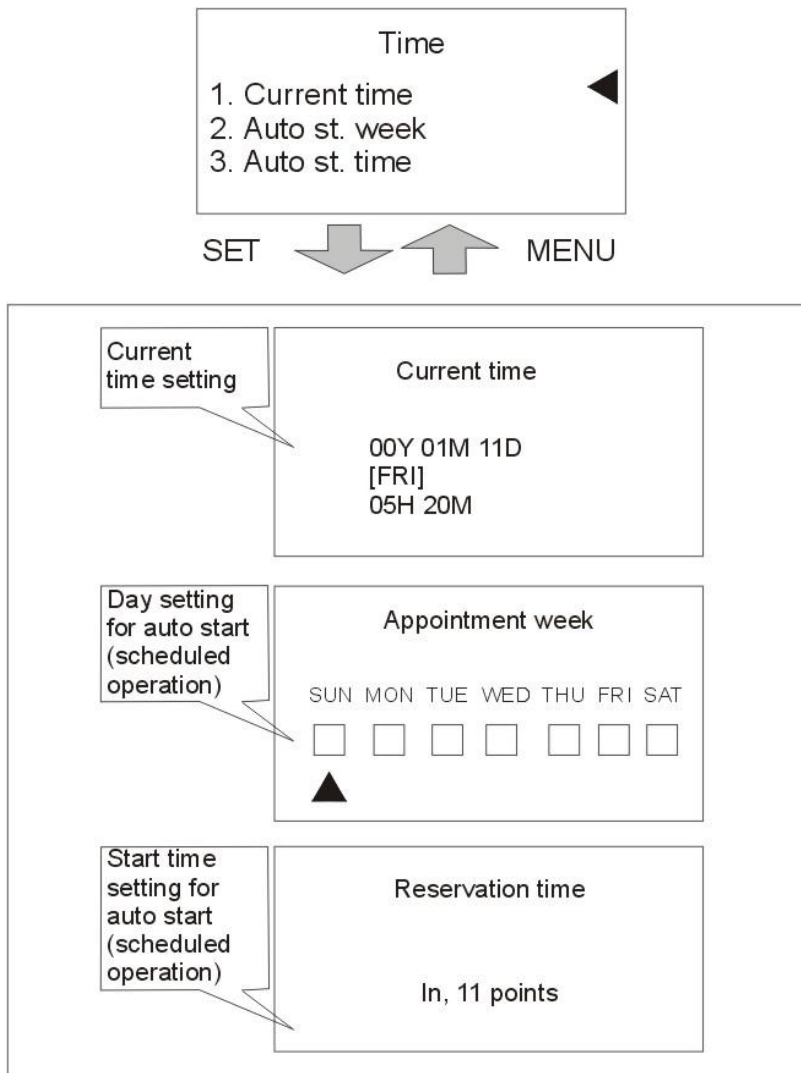 Time
1. Current time
2. Auto st. week
3. Auto st. time
SET
MENU
Current
time setting
Current time
00Y 01M 11D
[FRI]
05H 20M
Day setting
for auto start
(scheduled
operation)
Appointment week
SUN MON TUE WED THU FRI SAT
Start time
setting for
auto start
(scheduled
operation)
Reservation time
In, 11 points